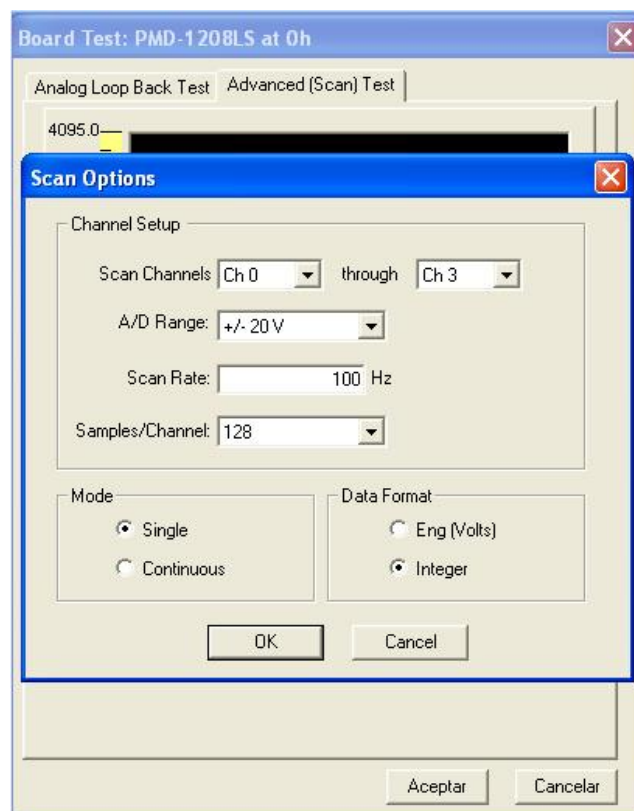 Board Test: PMD-1208LS at 0h
Analog Loop Back Test
Advanced (Scan) Test
4095.0
Scan Options
Channel Setup
Scan Channels Ch 0 through Ch 3
A/D Range: +/- 20 V
Scan Rate: 100 Hz
Samples/Channel: 128
Mode
Single
Continuous
Data Format
Eng (Volts)
Integer
OK
Cancel
Aceptar
Cancelar